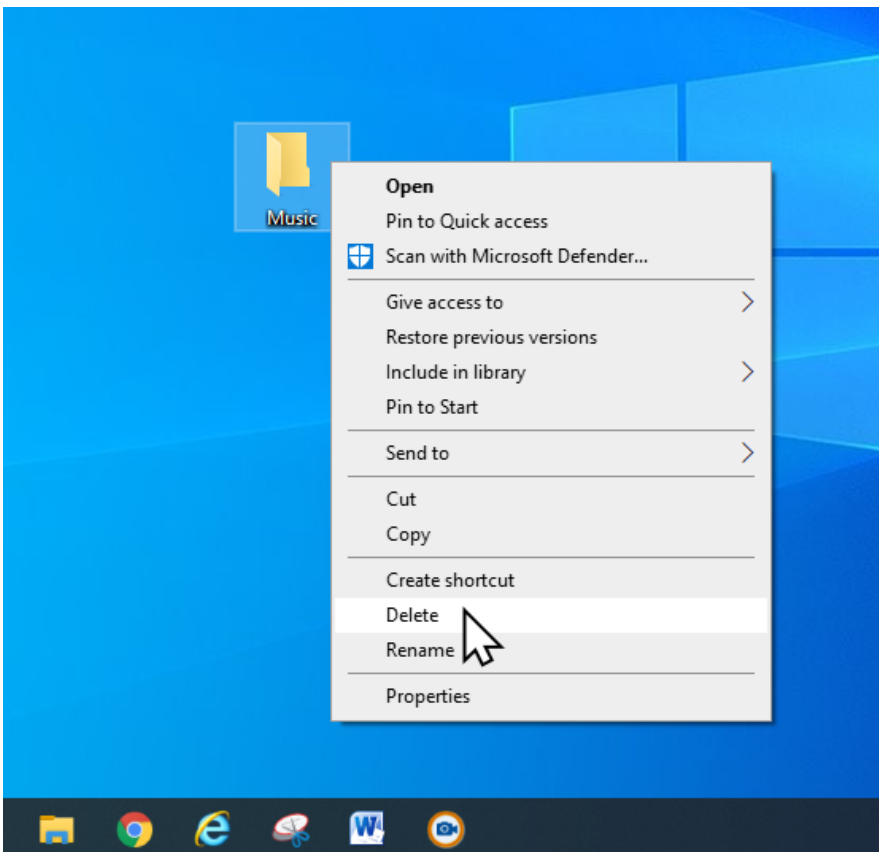 Music
Open
Pin to Quick access
Scan with Microsoft Defender...
Give access to
Restore previous versions
Include in library
Pin to Start
Send to
Cut
Copy
Create shortcut
Delete
Rename
Properties
W